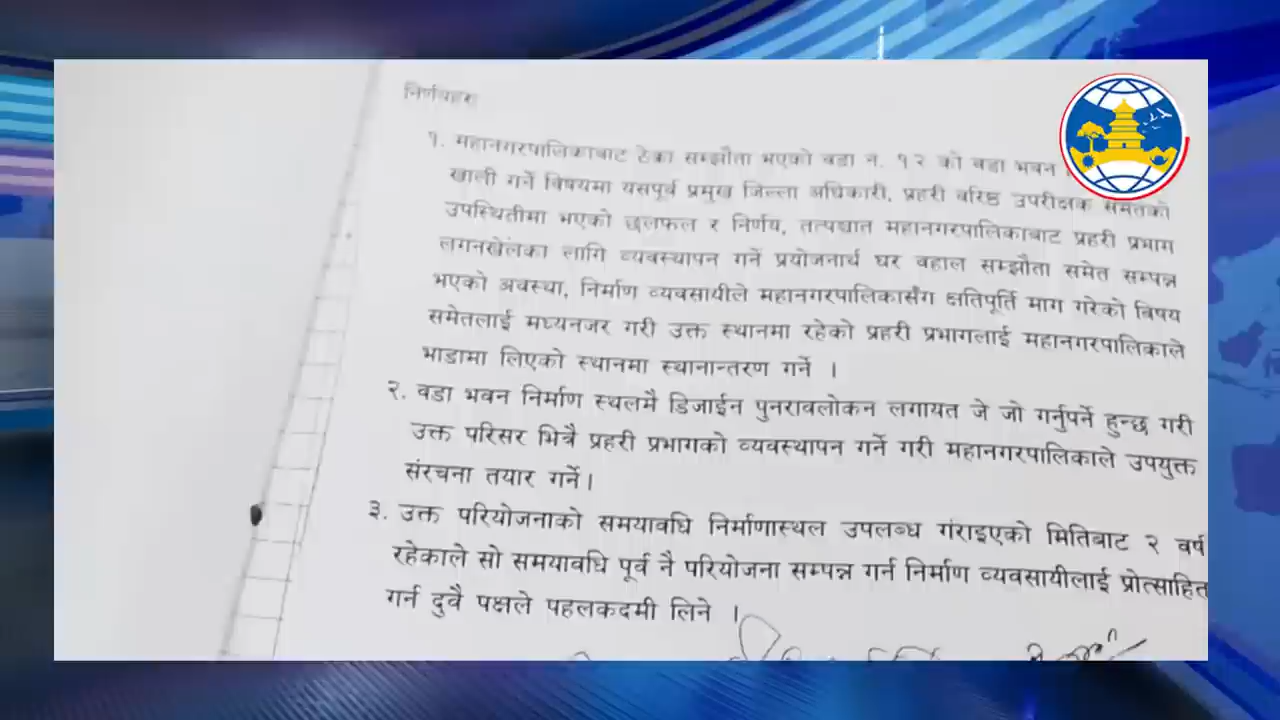 निर्णयहरु
१. महानगरपालिकाबाट ठेक्का सम्झौता भएको वडा नं. १२ को वडा भवन
खाली गर्ने विषयमा यसपूर्व प्रमुख जिल्ला अधिकारी, प्रहरी वरिष्ठ उपरीक्षक समेतको
उपस्थितीमा भएको छलफल र निर्णय, तत्पश्चात महानगरपालिकाबाट प्रहरी प्रभाग
लगनखेलका लागि व्यवस्थापन गर्ने प्रयोजनार्थ घर वहाल सम्झौता समेत सम्पन्न
भएको अवस्था, निर्माण व्यवसायीले महानगरपालिकासँग क्षतिपूर्ति माग गरेको विषय
समेतलाई मध्यनजर गरी उक्त स्थानमा रहेको प्रहरी प्रभागलाई महानगरपालिकाले
भाडामा लिएको स्थानमा स्थानान्तरण गर्ने ।
२. वडा भवन निर्माण स्थलमै डिजाईन पुनरावलोकन लगायत जे जो गर्नुपर्ने हुन्छ गरी
उक्त परिसर भित्रै प्रहरी प्रभागको व्यवस्थापन गर्ने गरी महानगरपालिकाले उपयुक्त
संरचना तयार गर्ने।
३. उक्त परियोजनाको समयावधि निर्माणास्थल उपलब्ध गंराइएको मितिबाट २ वर्ष
रहेकाले सो समयावधि पूर्व नै परियोजना सम्पन्न गर्न निर्माण व्यवसायीलाई प्रोत्साहित
गर्न दुवै पक्षले पहलकदमी लिने ।